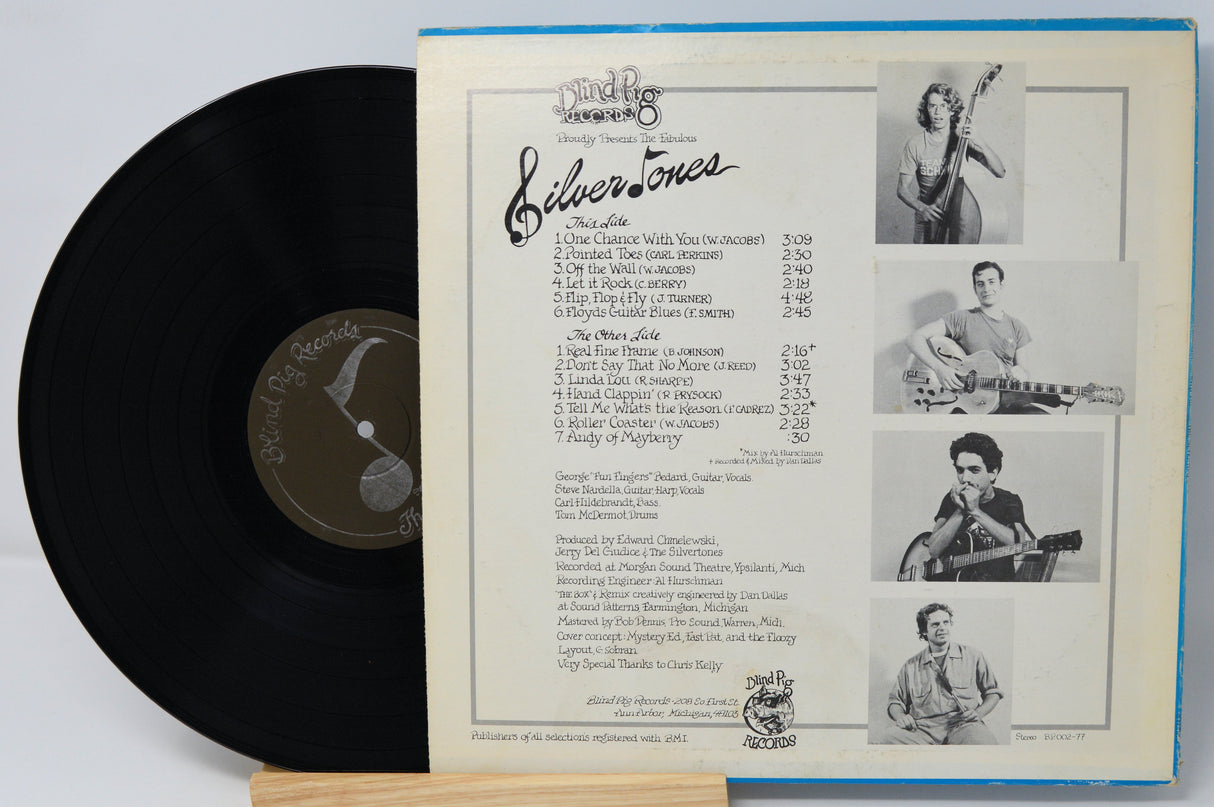 Blind Pig Records
Th
Blind Pig
RECORDS
Proudly Presents The Fabulous
SilverTones
This Side
1. One Chance With You (W. JACOBS) 3:09
2. Pointed Toes (CARL PERKINS) 2:30
3. Off the Wall (W. JACOBS) 2:40
4. Let it Rock (C. BERRY) 2:18
5. Flip, Flop & Fly (J. TURNER) 4:48
6. Floyds Guitar Blues (F. SMITH) 2:45
The Other Side
1. Real Fine Frame (B JOHNSON) 2:16+
2. Don't Say That No More (J. REED) 3:02
3. Linda Lou (R. SHARPE) 3:47
4. Hand Clappin' (R PRYSOCK) 2:33
5. Tell Me What's the Reason (F. CADREZ) 3:22*
6. Roller Coaster (W. JACOBS) 2:28
7. Andy of Mayberry :30
*Mix by Al Hurschman
+ Recorded & Mixed by Dan Dallas
George "Fun Fingers" Bedard, Guitar, Vocals.
Steve Nardella, Guitar, Harp, Vocals
Carl Hildebrandt, Bass.
Tom McDermot, Drums
Produced by Edward Chmelewski,
Jerry Del Giudice & The Silvertones
Recorded at Morgan Sound Theatre, Ypsilanti, Mich
Recording Engineer: Al Hurschman
"THE BOX" & Remix creatively engineered by Dan Dallas
at Sound Patterns, Farmington, Michigan
Mastered by Bob Dennis, Pro Sound, Warren, Mich.
Cover concept: Mystery Ed, Fast Pat, and the Floozy
Layout, G. Sobran
Very Special Thanks to Chris Kelly
Blind Pig Records - 208 So. First St.
Ann Arbor, Michigan, 48103
Blind Pig
RECORDS
Publishers of all selections registered with B.M.I.
Stereo BP.002-77
TEAM
SCH